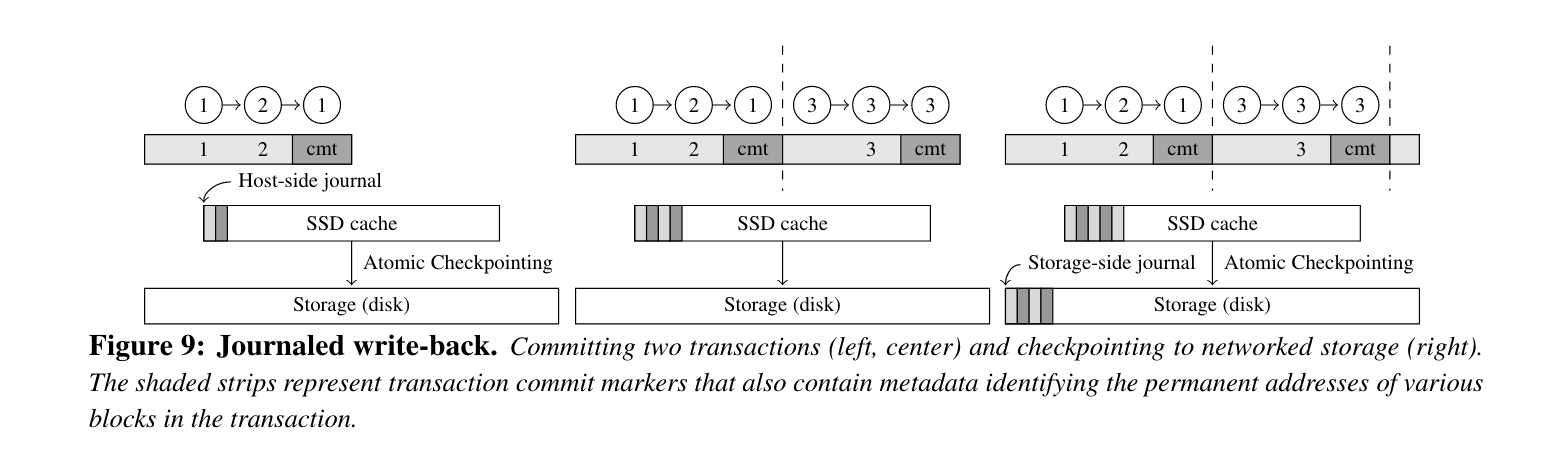 1 2 1 1 2 1 3 3 3 1 2 1 3 3 3
1 2 cmt 1 2 cmt 3 cmt 1 2 cmt 3 cmt
Host-side journal
SSD cache SSD cache SSD cache
Atomic Checkpointing Storage-side journal Atomic Checkpointing
Storage (disk) Storage (disk) Storage (disk)
Figure 9: Journaled write-back. Committing two transactions (left, center) and checkpointing to networked storage (right).
The shaded strips represent transaction commit markers that also contain metadata identifying the permanent addresses of various
blocks in the transaction.